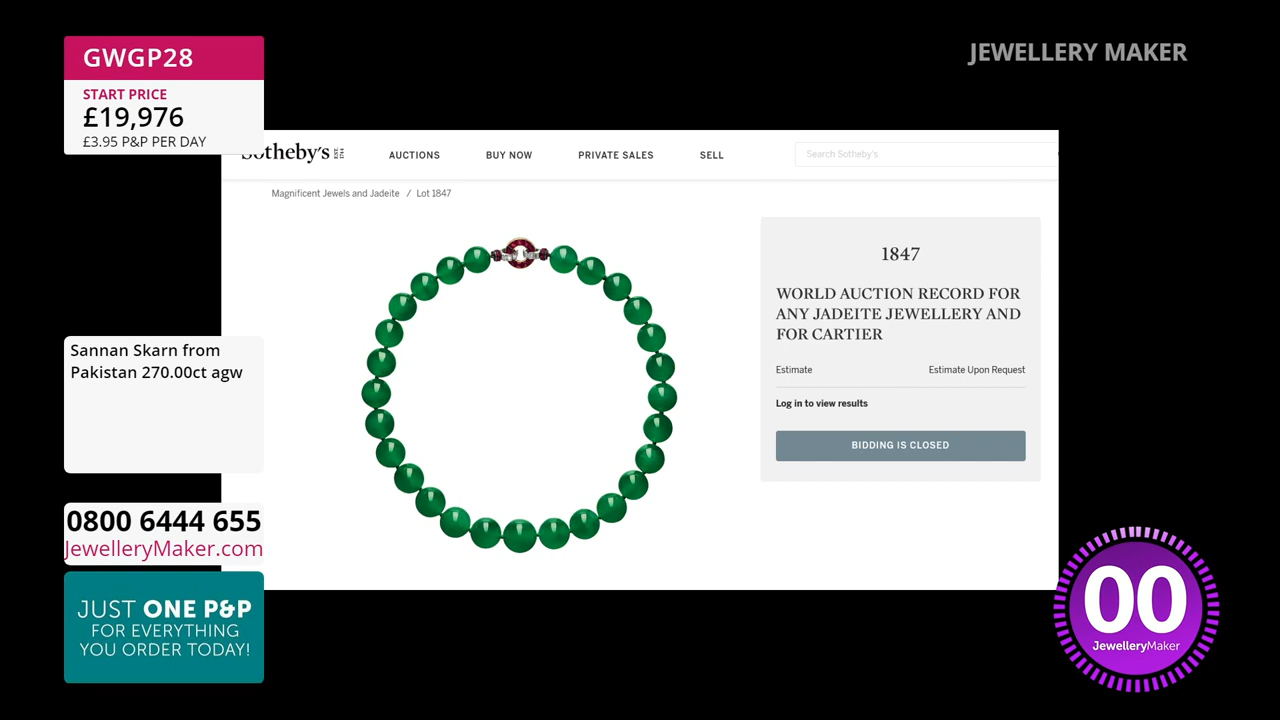 GWGP28
START PRICE
£19,976
£3.95 P&P PER DAY
JEWELLERY MAKER
Sotheby's EST. 1744
AUCTIONS
BUY NOW
PRIVATE SALES
SELL
Search Sotheby's
Magnificent Jewels and Jadeite / Lot 1847
1847
WORLD AUCTION RECORD FOR
ANY JADEITE JEWELLERY AND
FOR CARTIER
Estimate
Estimate Upon Request
Log in to view results
BIDDING IS CLOSED
Sannan Skarn from
Pakistan 270.00ct agw
0800 6444 655
JewelleryMaker.com
JUST ONE P&P
FOR EVERYTHING
YOU ORDER TODAY!
00
JewelleryMaker